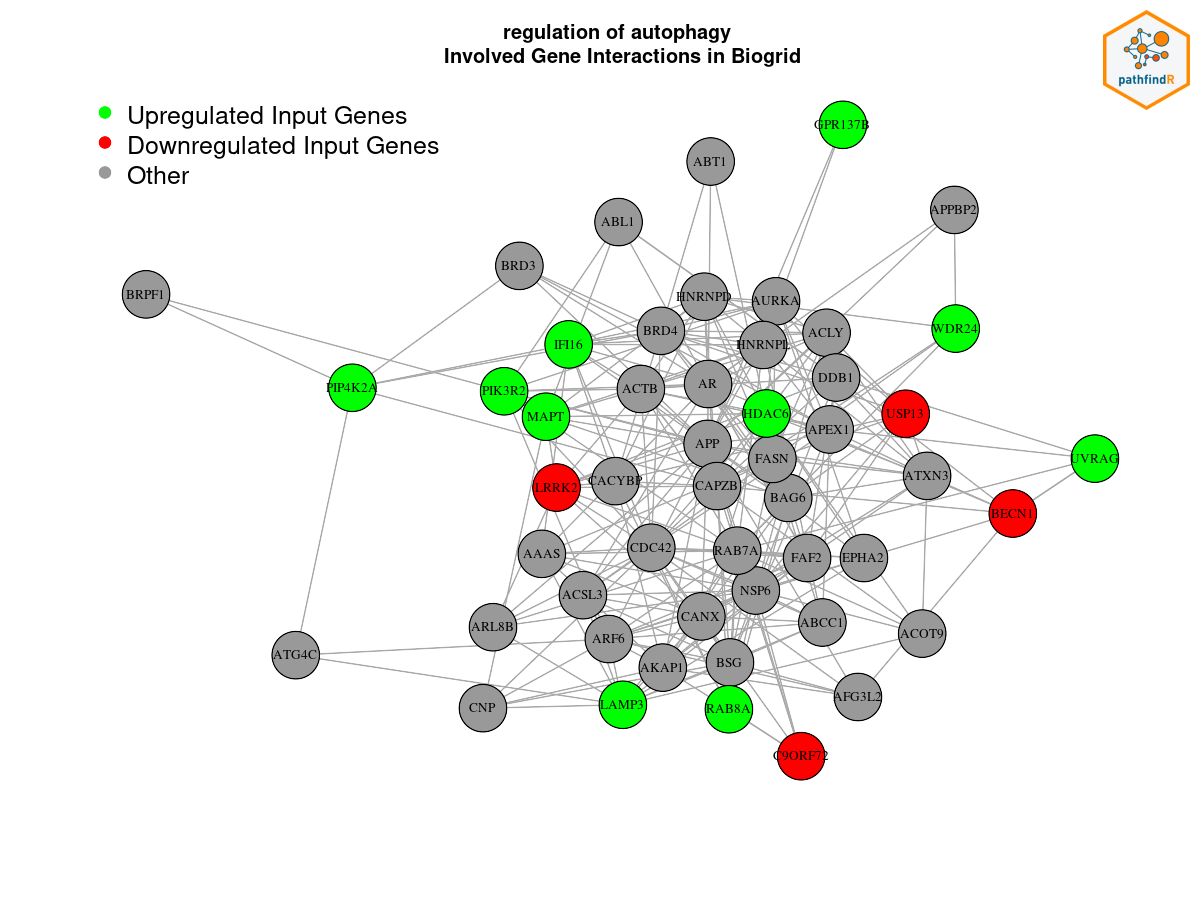 regulation of autophagy
Involved Gene Interactions in Biogrid
pathfindR
Upregulated Input Genes
Downregulated Input Genes
Other
GPR137B
ABT1
APPBP2
ABL1
BRD3
BRPF1
HNRNPD
AURKA
BRD4
ACLY
WDR24
IFI16
HNRNPL
DDB1
PIP4K2A
PIK3R2
ACTB
AR
MAPT
HDAC6
USP13
APEX1
APP
FASN
UVRAG
ATXN3
CACYBP
LRRK2
CAPZB
BAG6
BECN1
AAAS
CDC42
RAB7A
FAF2
EPHA2
NSP6
ACSL3
CANX
ABCC1
ARL8B
ARF6
ACOT9
ATG4C
AKAP1
BSG
AFG3L2
CNP
LAMP3
RAB8A
C9ORF72